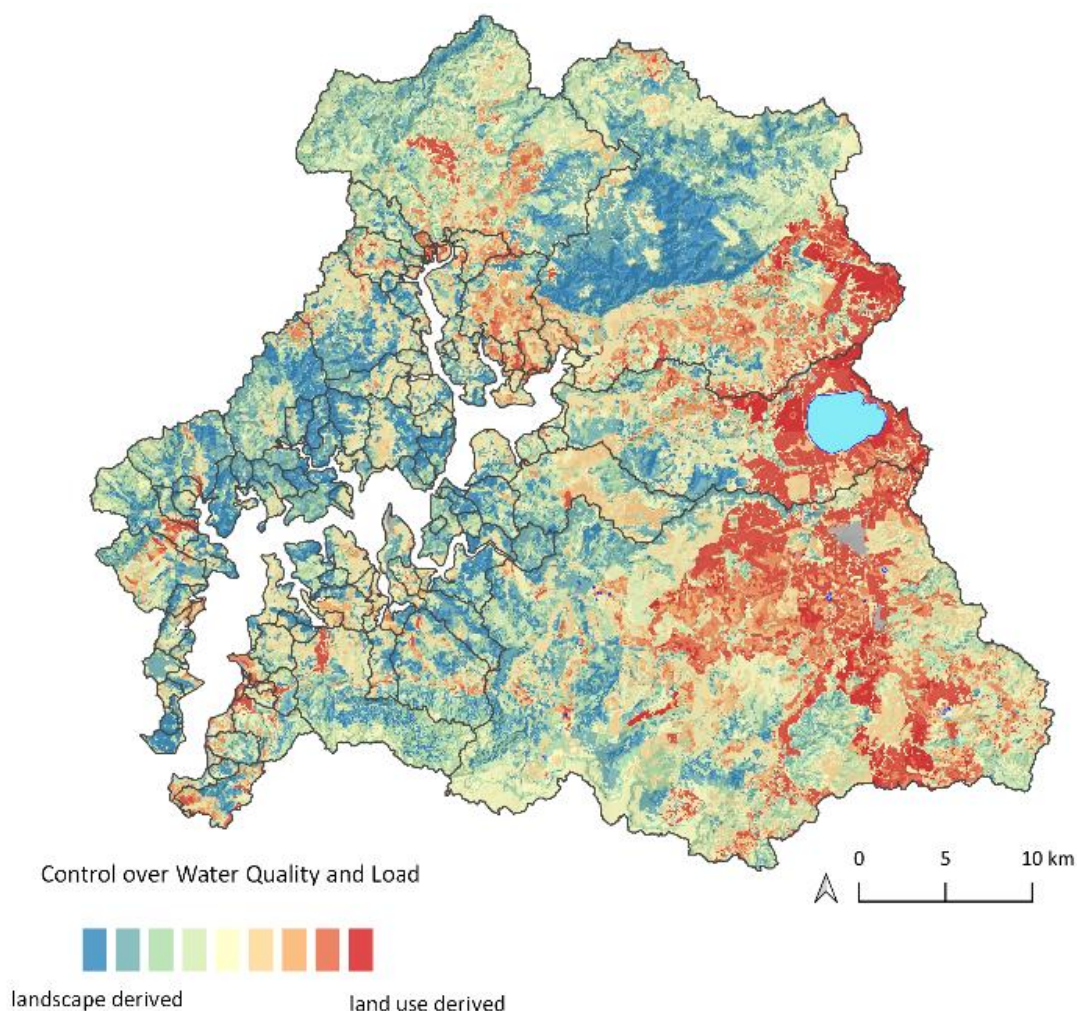 Control over Water Quality and Load
0 5 10 km
landscape derived
land use derived